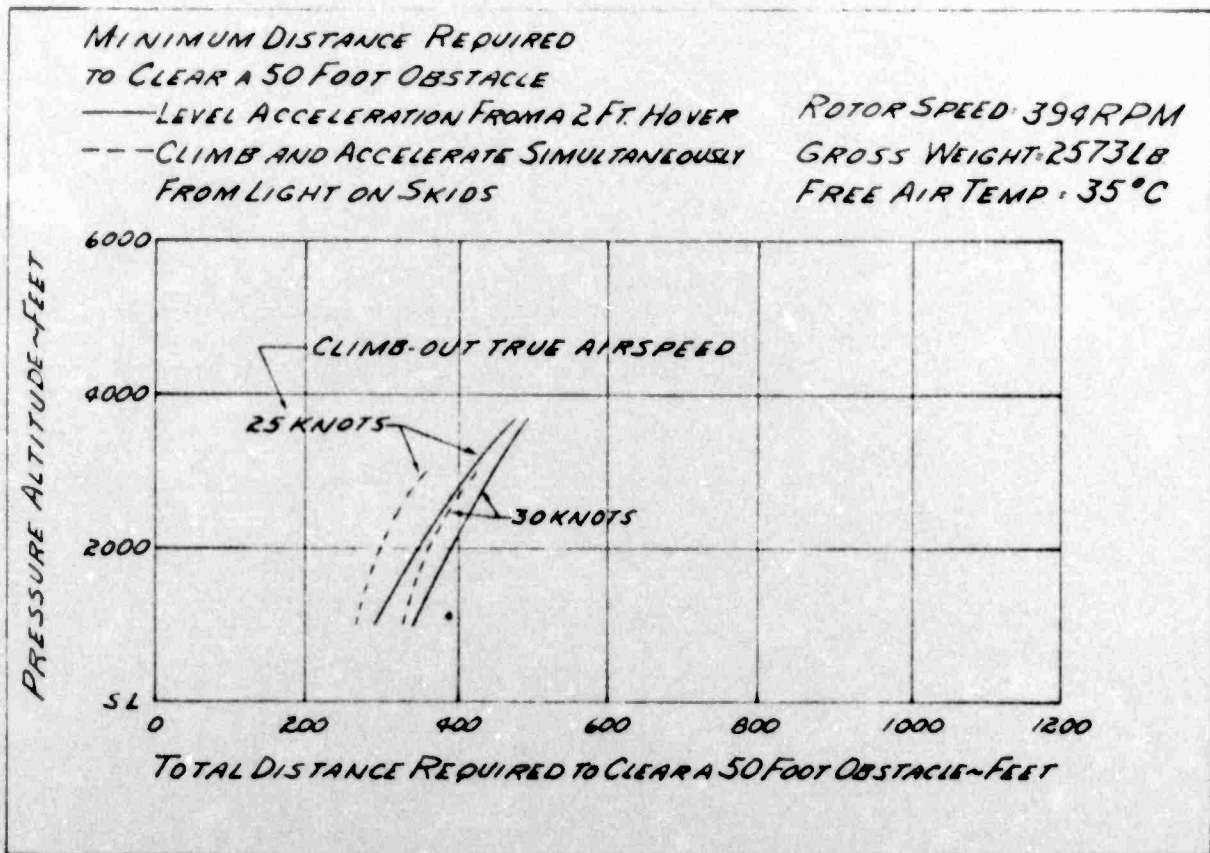 MINIMUM DISTANCE REQUIRED
TO CLEAR A 50 FOOT OBSTACLE
LEVEL ACCELERATION FROM A 2 FT. HOVER
CLIMB AND ACCELERATE SIMULTANEOUSLY
FROM LIGHT ON SKIDS
ROTOR SPEED: 394 RPM
GROSS WEIGHT: 2573 LB
FREE AIR TEMP: 35°C
PRESSURE ALTITUDE~FEET
6000
4000
2000
SL
CLIMB-OUT TRUE AIRSPEED
25 KNOTS
30 KNOTS
0 200 400 600 800 1000 1200
TOTAL DISTANCE REQUIRED TO CLEAR A 50 FOOT OBSTACLE~FEET